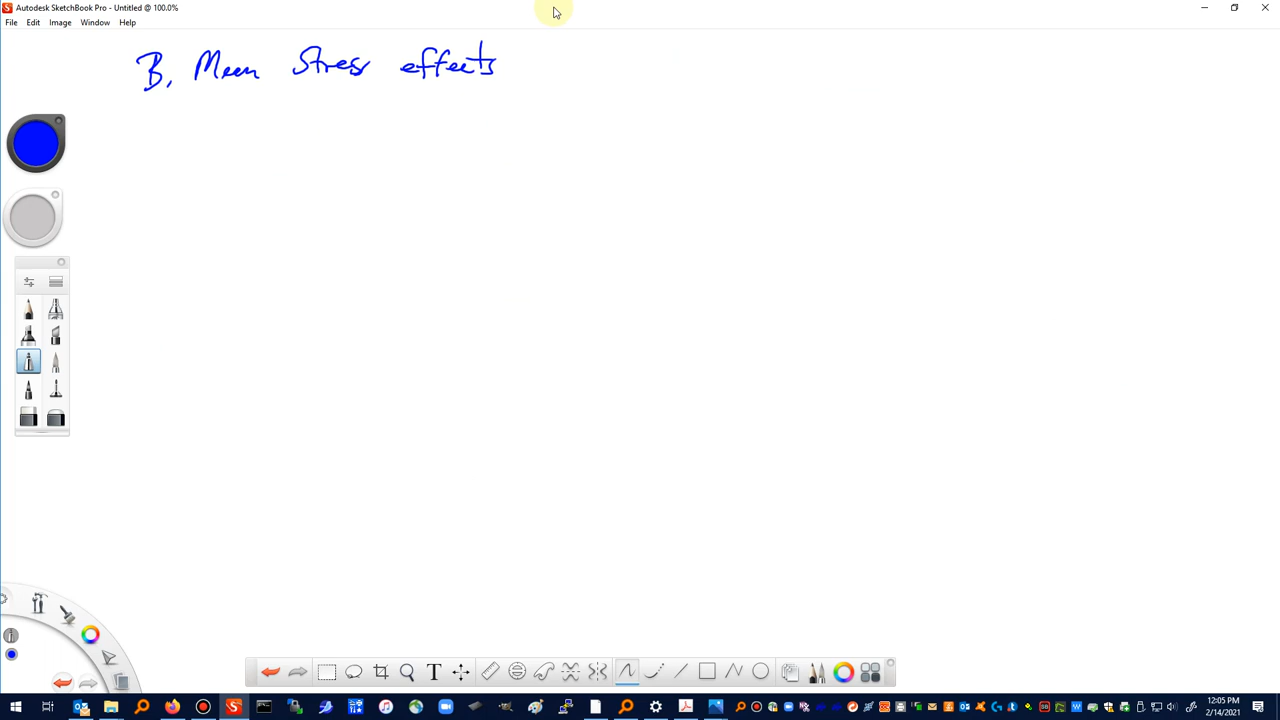 Autodesk SketchBook Pro - Untitled @ 100.0%
File Edit Image Window Help
B, Mean Stress effects
12:05 PM
2/14/2021